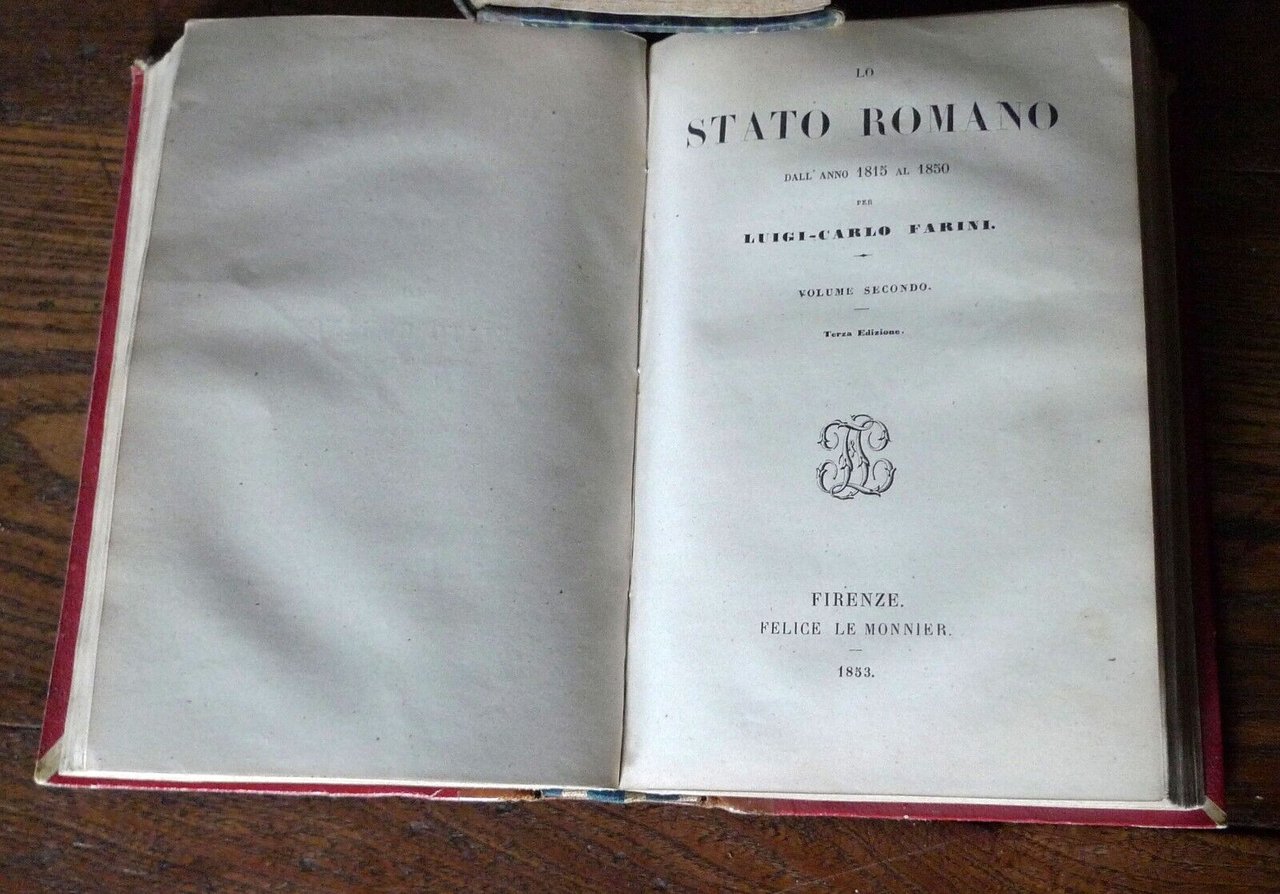 LO
STATO ROMANO
DALL' ANNO 1815 AL 1850
PER
LUIGI-CARLO FARINI.
VOLUME SECONDO.
Terza Edizione.
FIRENZE.
FELICE LE MONNIER.
1853.